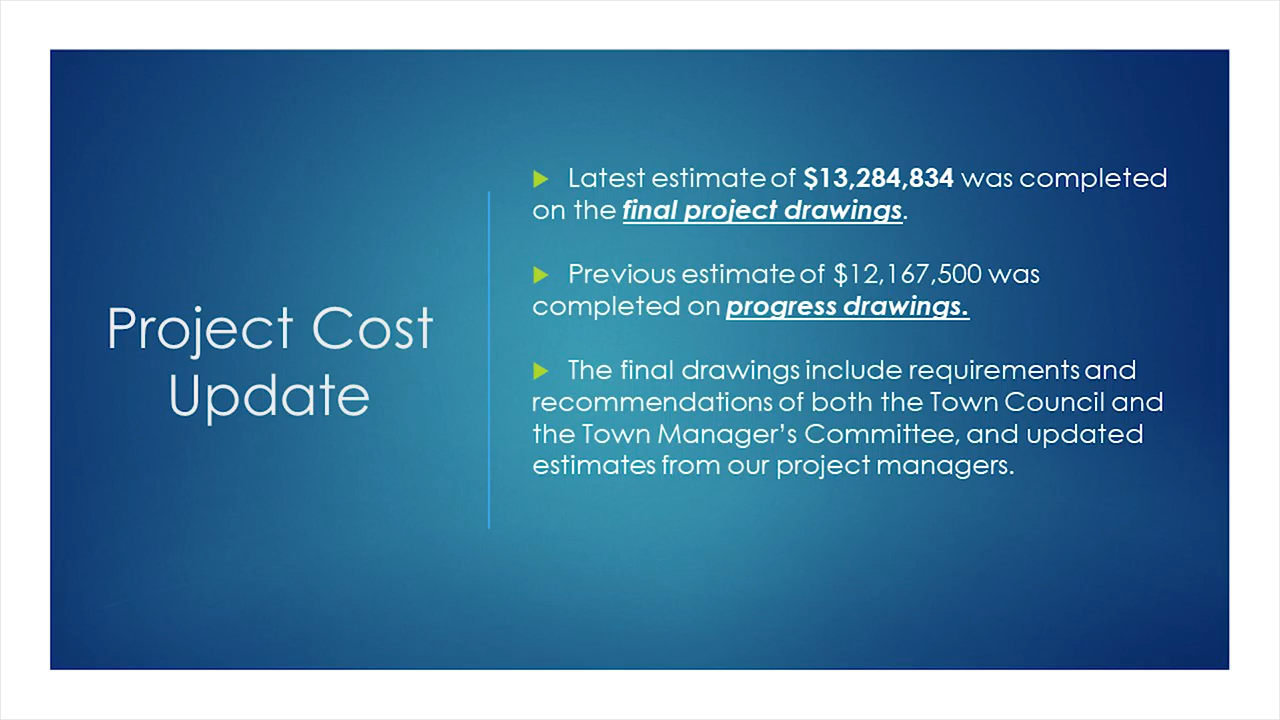 Project Cost
Update
Latest estimate of $13,284,834 was completed
on the final project drawings.
Previous estimate of $12,167,500 was
completed on progress drawings.
The final drawings include requirements and
recommendations of both the Town Council and
the Town Manager's Committee, and updated
estimates from our project managers.